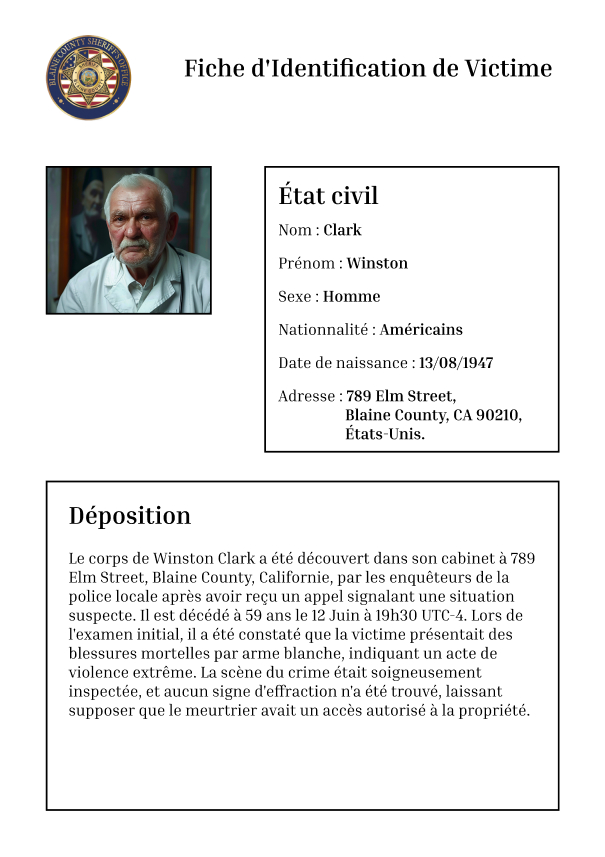 BLAINE COUNTY SHERIFF'S OFFICE
Fiche d'Identification de Victime
État civil
Nom : Clark
Prénom : Winston
Sexe : Homme
Nationnalité : Américains
Date de naissance : 13/08/1947
Adresse : 789 Elm Street,
Blaine County, CA 90210,
États-Unis.
Déposition
Le corps de Winston Clark a été découvert dans son cabinet à 789
Elm Street, Blaine County, Californie, par les enquêteurs de la
police locale après avoir reçu un appel signalant une situation
suspecte. Il est décédé à 59 ans le 12 Juin à 19h30 UTC-4. Lors de
l'examen initial, il a été constaté que la victime présentait des
blessures mortelles par arme blanche, indiquant un acte de
violence extrême. La scène du crime était soigneusement
inspectée, et aucun signe d'effraction n'a été trouvé, laissant
supposer que le meurtrier avait un accès autorisé à la propriété.